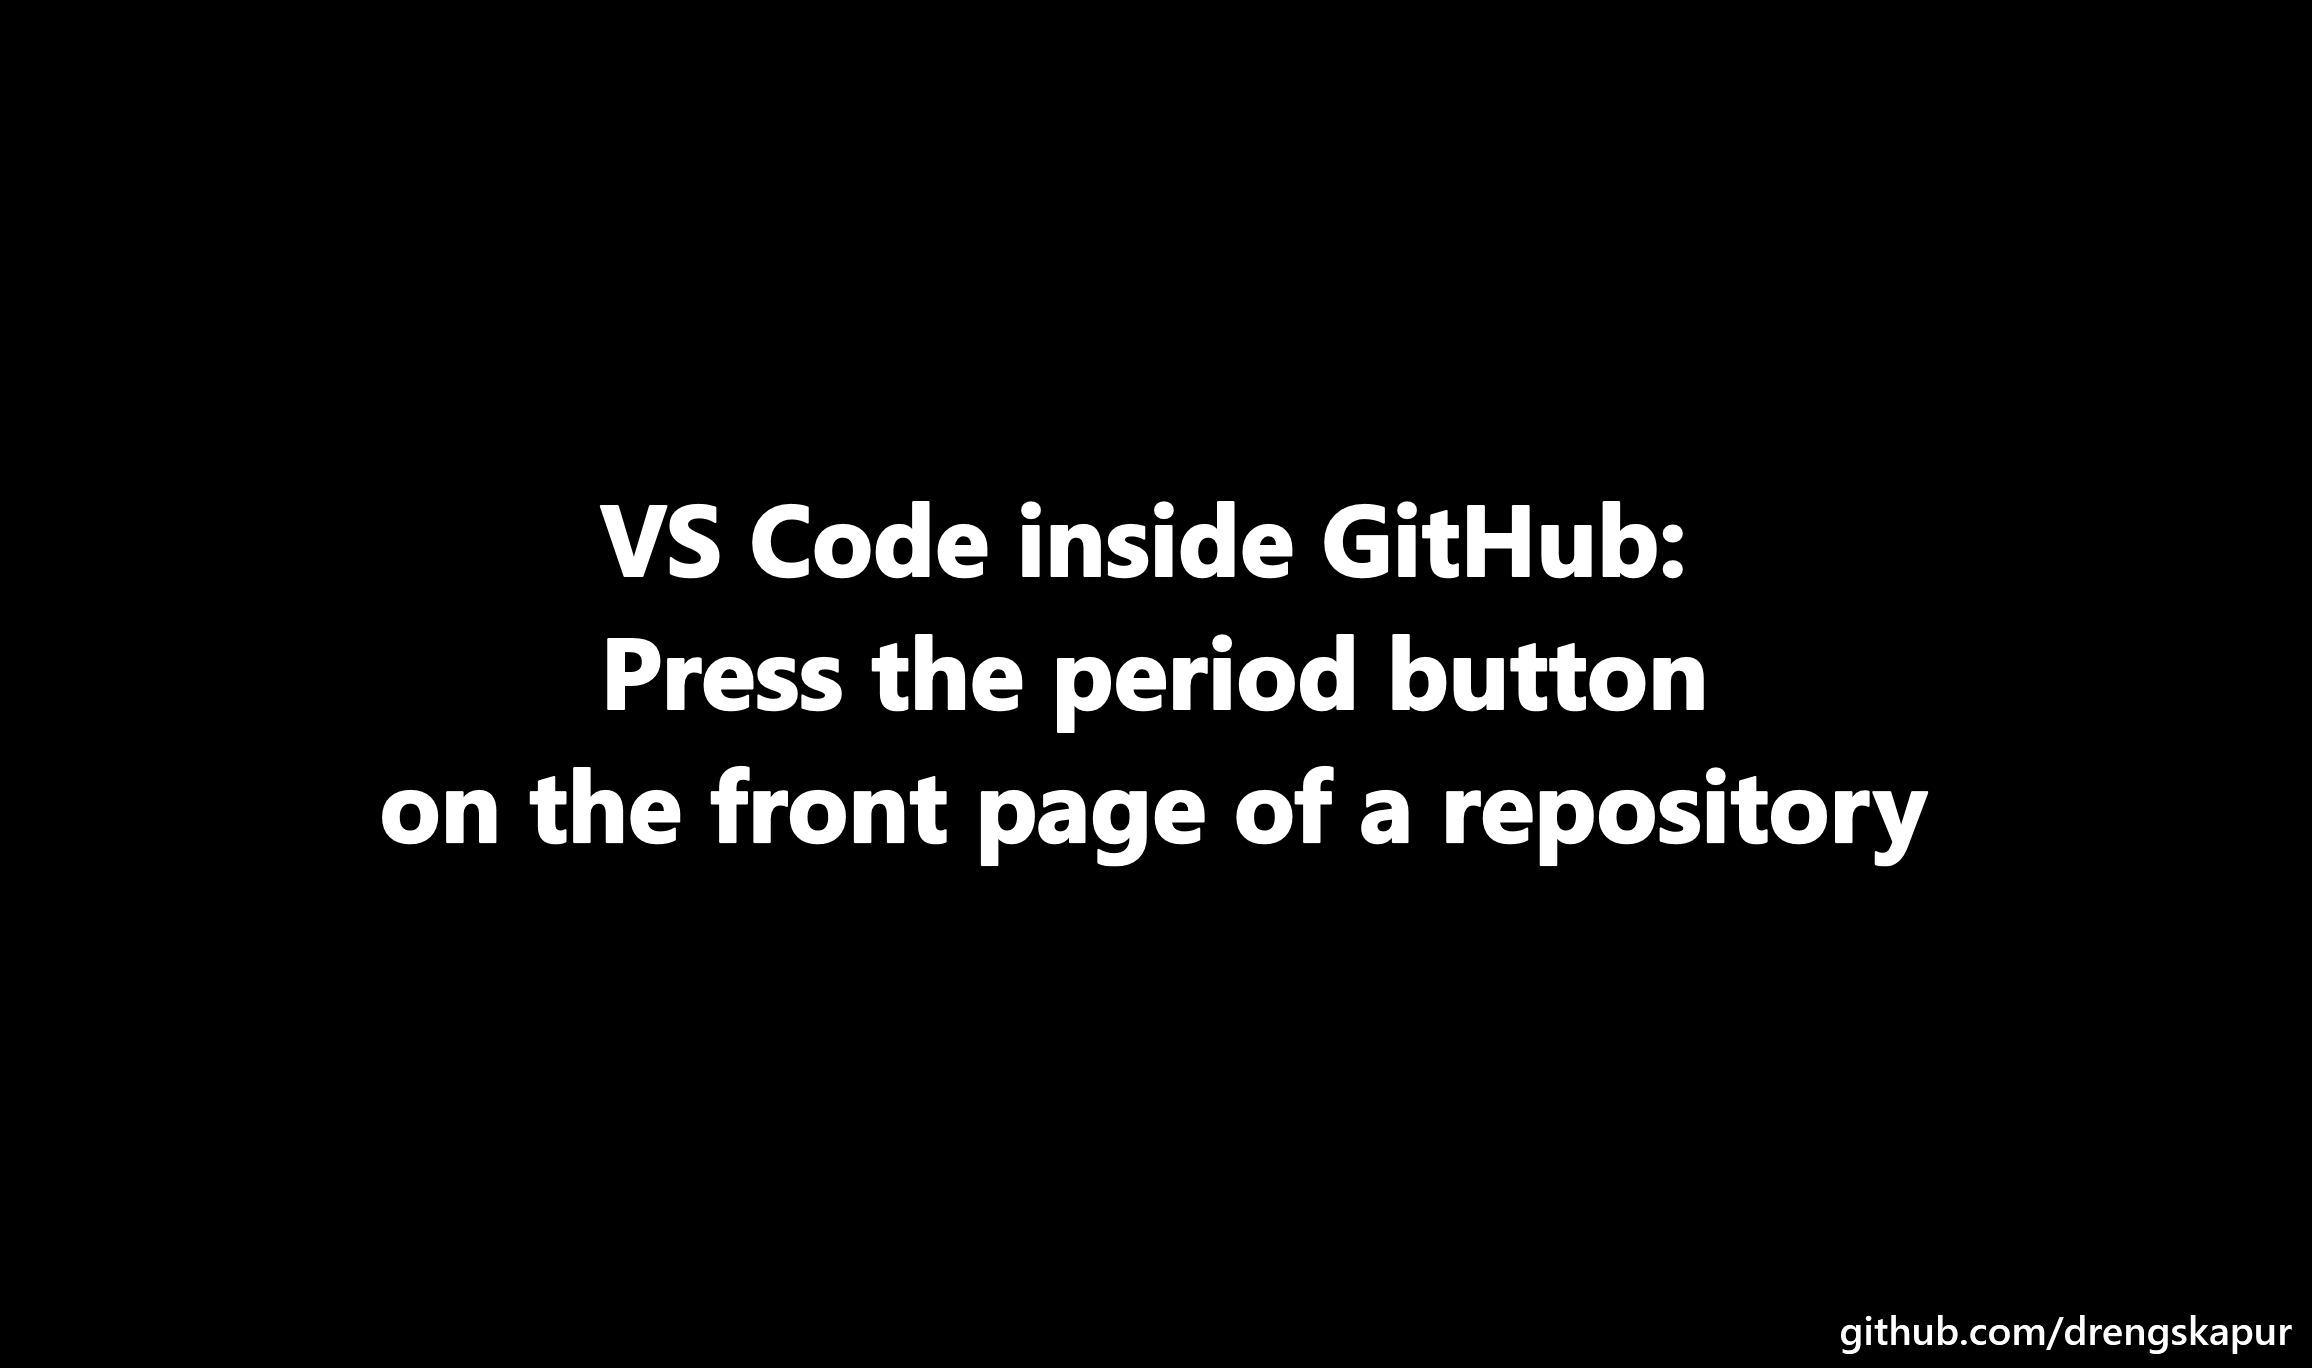 VS Code inside GitHub:
Press the period button
on the front page of a repository
github.com/drengskapur